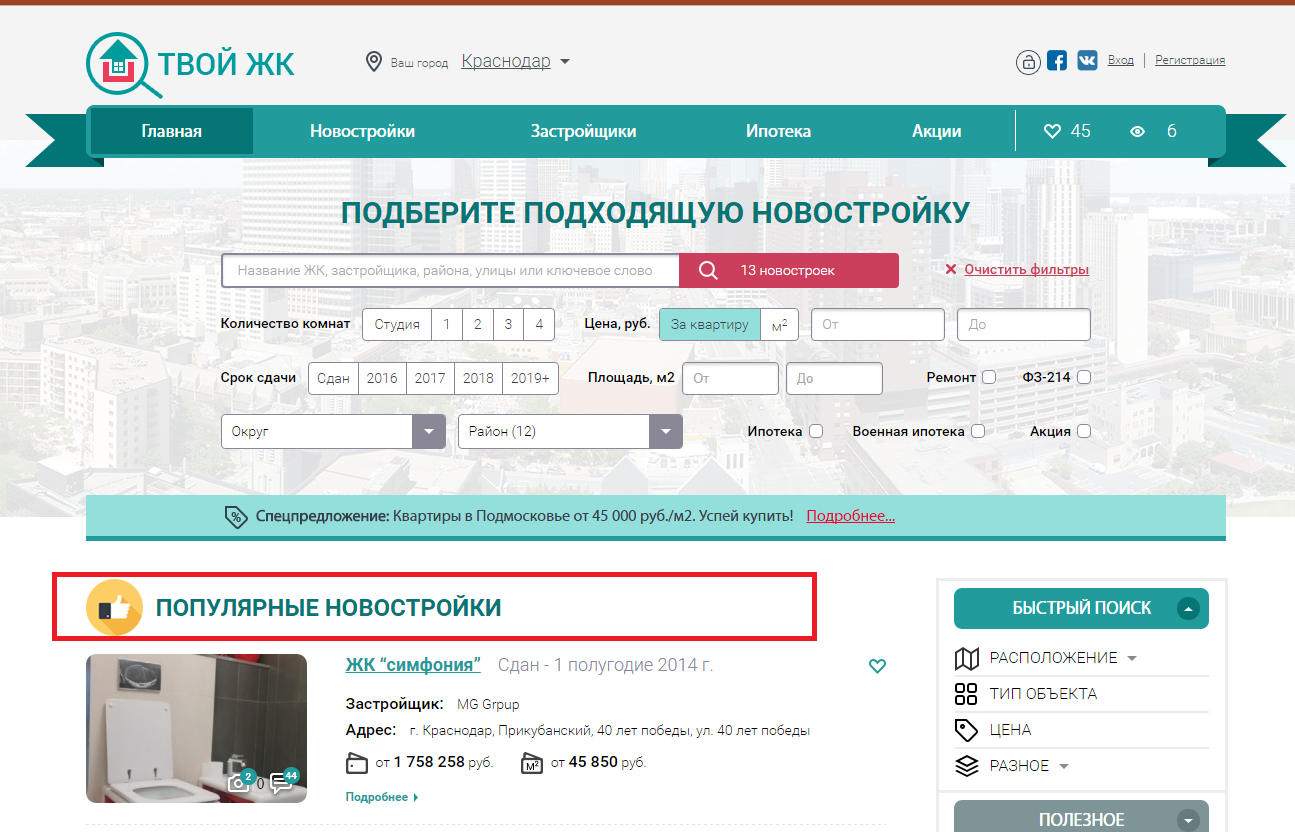 ТВОЙ ЖК
Ваш город Краснодар
Вход | Регистрация
Главная Новостройки Застройщики Ипотека Акции 45 6
ПОДБЕРИТЕ ПОДХОДЯЩУЮ НОВОСТРОЙКУ
Название ЖК, застройщика, района, улицы или ключевое слово 13 новостроек Очистить фильтры
Количество комнат Студия 1 2 3 4 Цена, руб. За квартиру м² От До
Срок сдачи Сдан 2016 2017 2018 2019+ Площадь, м2 От До Ремонт ФЗ-214
Округ Район (12) Ипотека Военная ипотека Акция
% Спецпредложение: Квартиры в Подмосковье от 45 000 руб./м2. Успей купить! Подробнее...
ПОПУЛЯРНЫЕ НОВОСТРОЙКИ
ЖК “симфония” Сдан - 1 полугодие 2014 г.
Застройщик: MG Grpup
Адрес: г. Краснодар, Прикубанский, 40 лет победы, ул. 40 лет победы
от 1 758 258 руб. М² от 45 850 руб.
2 0 44
Подробнее
БЫСТРЫЙ ПОИСК
РАСПОЛОЖЕНИЕ
ТИП ОБЪЕКТА
ЦЕНА
РАЗНОЕ
ПОЛЕЗНОЕ